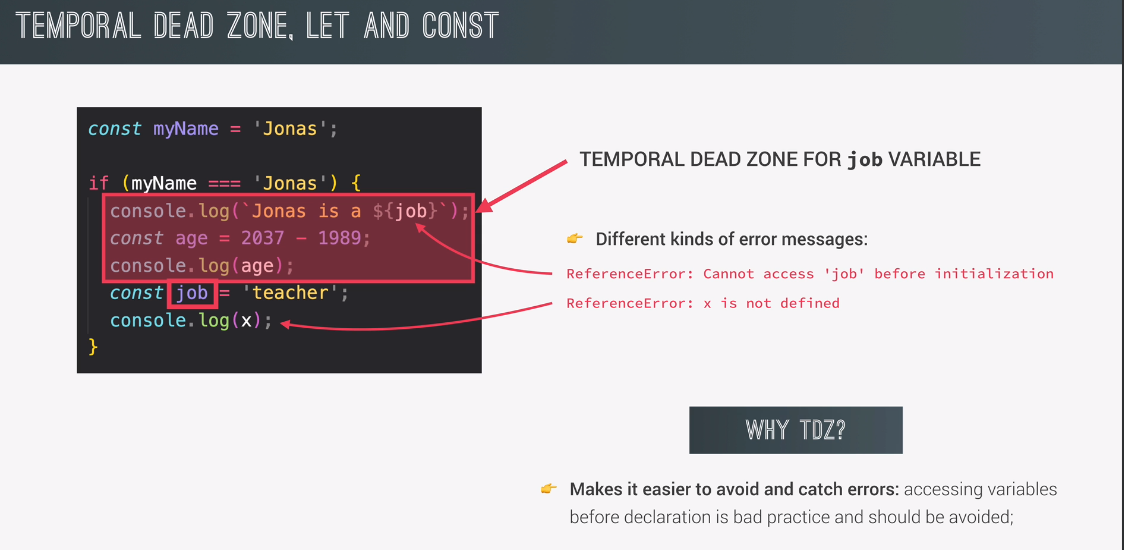 TEMPORAL DEAD ZONE, LET AND CONST
const myName = 'Jonas';
if (myName === 'Jonas') {
console.log(`Jonas is a ${job}`);
const age = 2037 – 1989;
console.log(age);
const job = 'teacher';
console.log(x);
}
TEMPORAL DEAD ZONE FOR job VARIABLE
👉 Different kinds of error messages:
ReferenceError: Cannot access 'job' before initialization
ReferenceError: x is not defined
WHY TDZ?
👉 Makes it easier to avoid and catch errors: accessing variables
before declaration is bad practice and should be avoided;